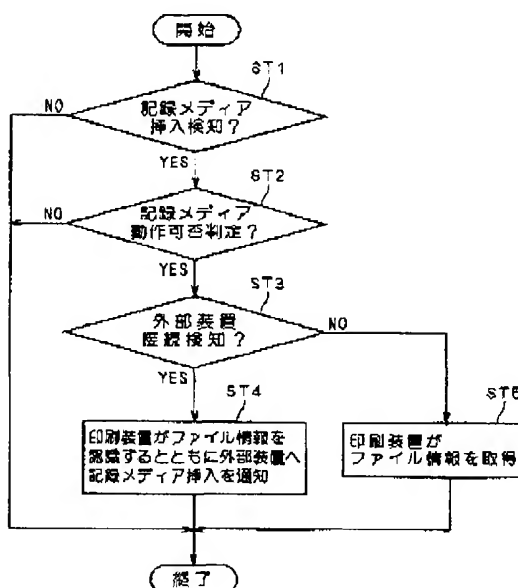 開始
ST1
記録メディア
挿入検知?
NO
YES
ST2
記録メディア
動作可否判定?
NO
YES
ST3
外部装置
接続検知?
NO
YES
ST4
印刷装置がファイル情報を
認識するとともに外部装置へ
記録メディア挿入を通知
ST5
印刷装置が
ファイル情報を取得
終了